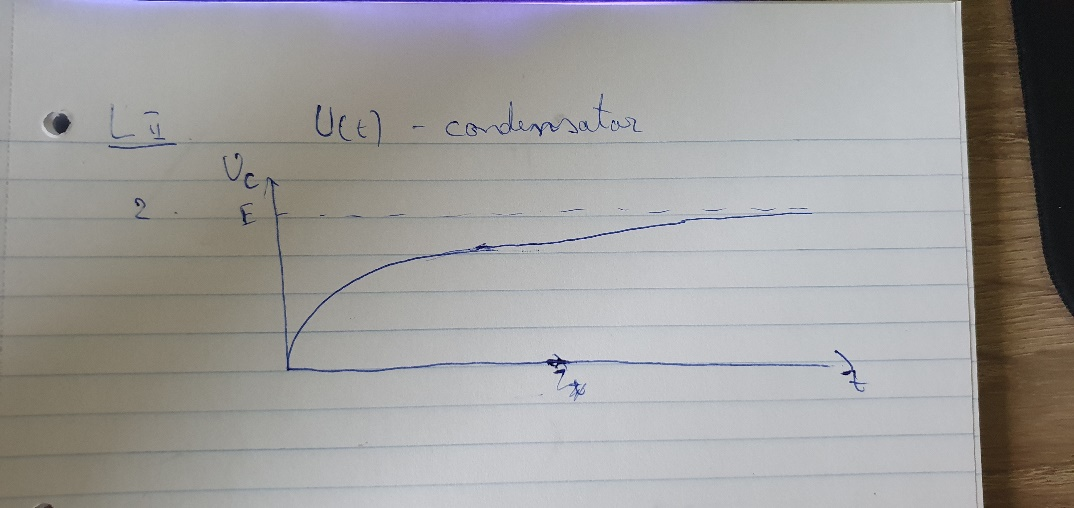 L II
U(t) - condensator
Uc
2.
E
t